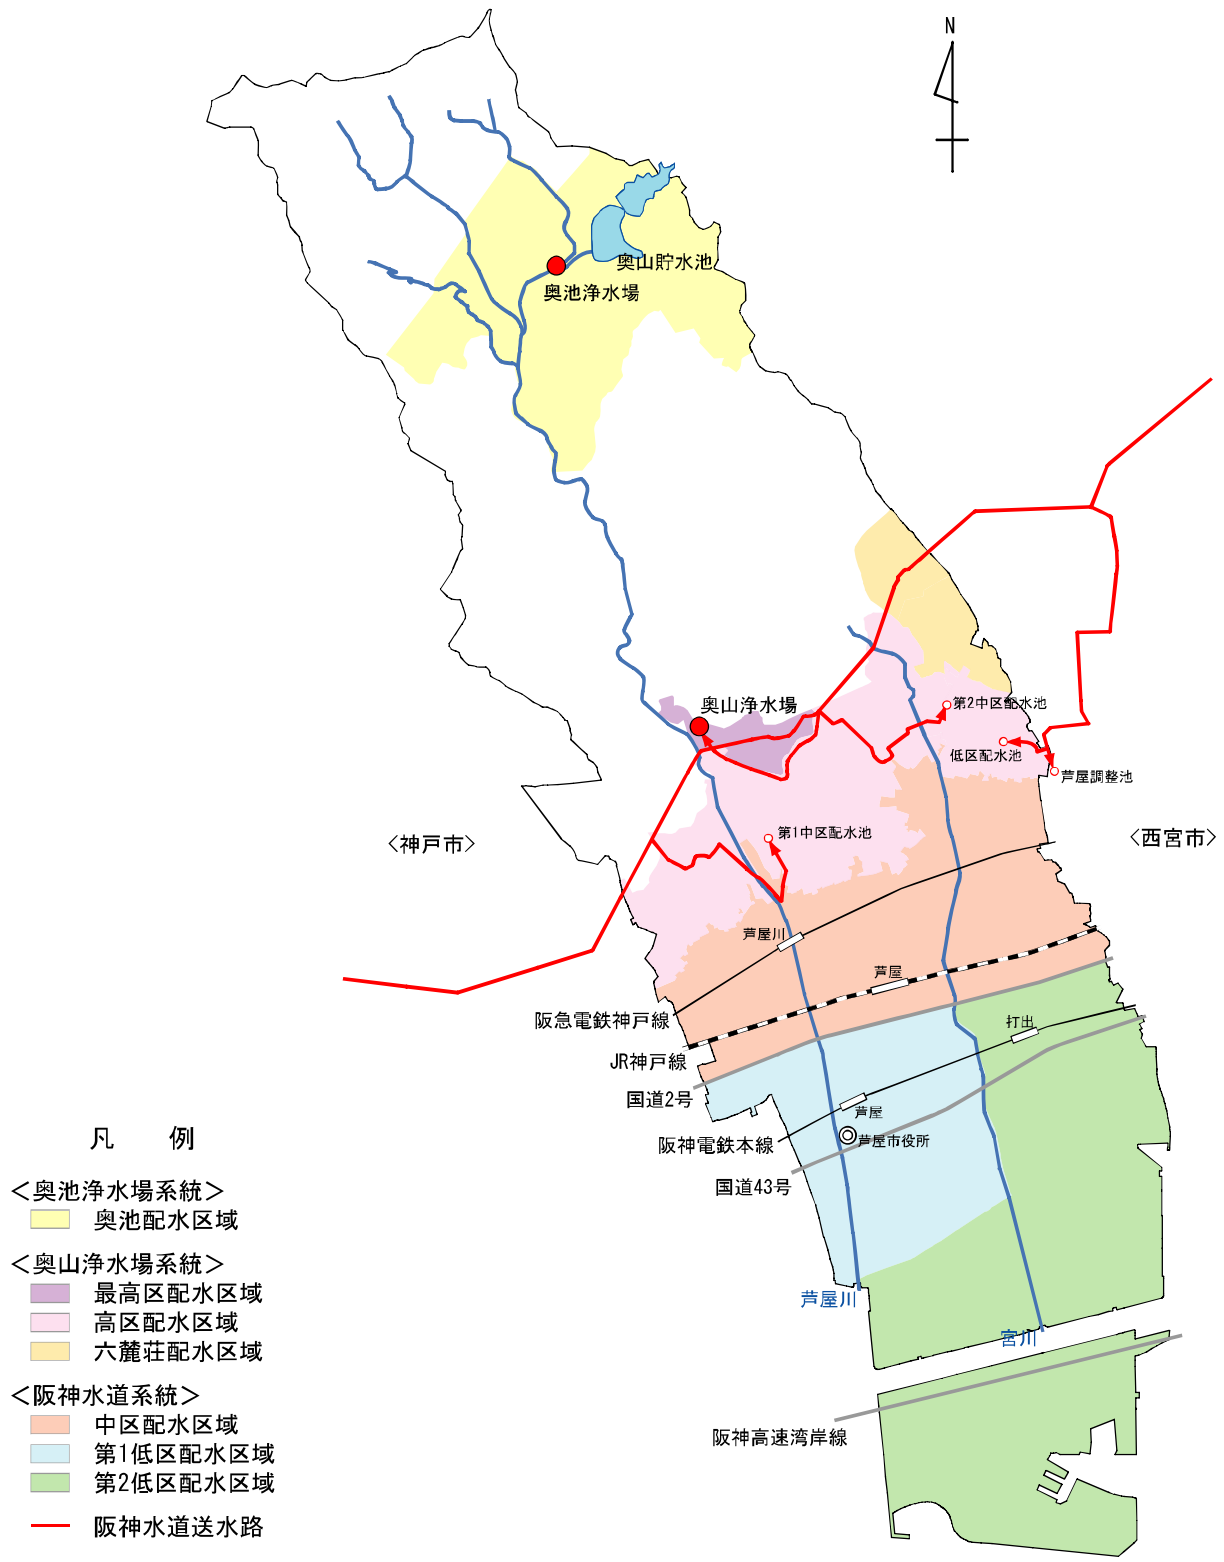 N
奥山貯水池
奥池浄水場
奥山浄水場
第2中区配水池
低区配水池
芦屋調整池
第1中区配水池
<神戸市>
<西宮市>
芦屋川
芦屋
阪急電鉄神戸線
打出
JR神戸線
国道2号
芦屋
芦屋市役所
阪神電鉄本線
国道43号
芦屋川
宮川
阪神高速湾岸線
凡 例
<奥池浄水場系統>
奥池配水区域
<奥山浄水場系統>
最高区配水区域
高区配水区域
六麓荘配水区域
<阪神水道系統>
中区配水区域
第1低区配水区域
第2低区配水区域
阪神水道送水路